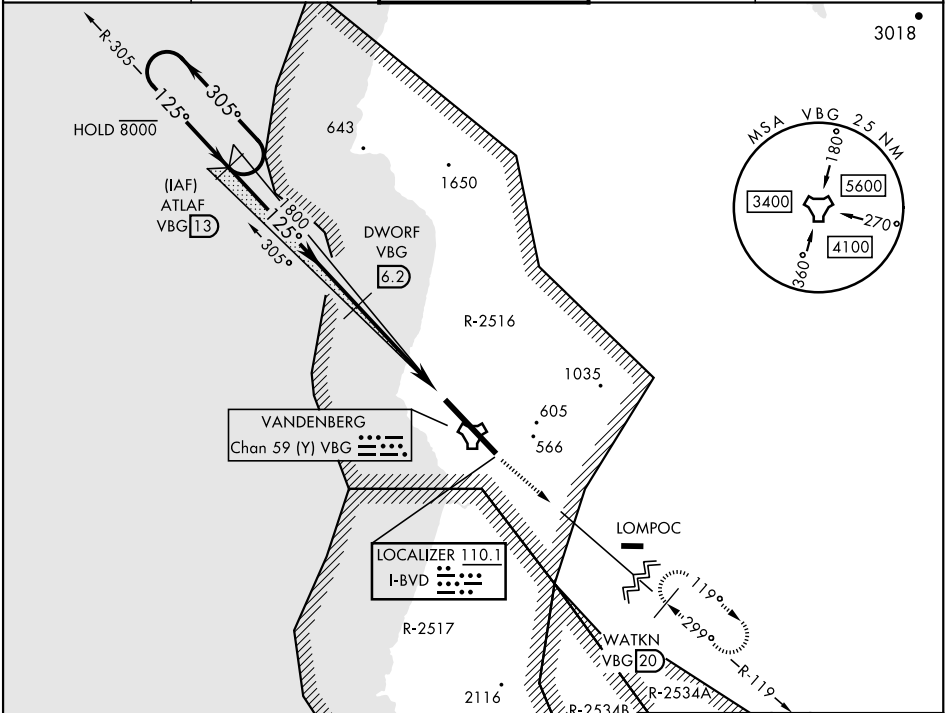 3018
R-305
125°
305°
HOLD 8000
643
1650
MSA VBG 25 NM
180°
3400
5600
270°
4100
360°
(IAF)
ATLAF
VBG 13
1800
125°
305°
DWORF
VBG
6.2
R-2516
1035
605
566
VANDENBERG
Chan 59 (Y) VBG
LOMPOC
LOCALIZER 110.1
I-BVD
119°
299°
R-2517
WATKN
VBG 20
R-119
2116
R-2534A
R-2534B